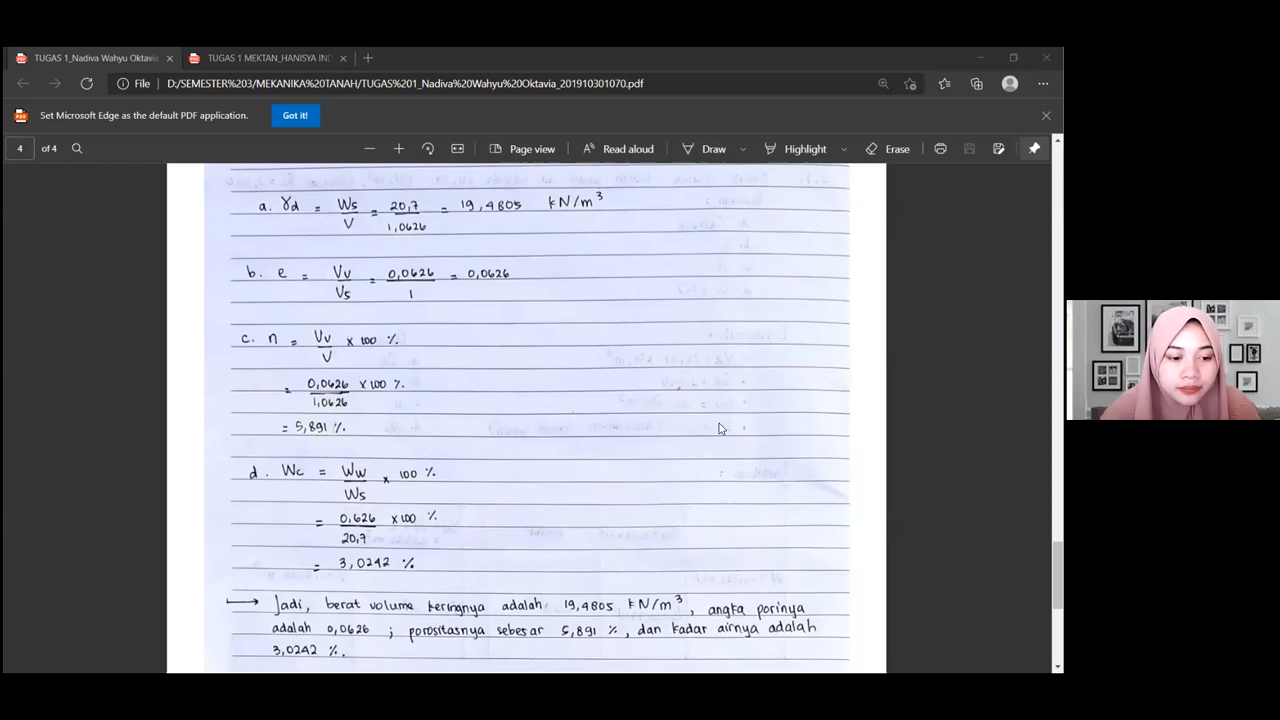 TUGAS 1_Nadiva Wahyu Oktavia
TUGAS 1 MEKTAN_HANISYA IND
File
D:/SEMESTER%203/MEKANIKA%20TANAH/TUGAS%201_Nadiva%20Wahyu%20Oktavia_201910301070.pdf
Set Microsoft Edge as the default PDF application.
Got it!
4 of 4
Page view
Read aloud
Draw
Highlight
Erase
a. γd = Ws/V = 20,7/1,0626 = 19,4805 kN/m³
b. e = Vv/Vs = 0,0626/1 = 0,0626
c. n = Vv/V x 100 %
= 0,0626/1,0626 x 100 %
= 5,891 %
d. Wc = Ww/Ws x 100 %
= 0,626/20,7 x 100 %
= 3,0242 %
→ Jadi, berat volume keringnya adalah 19,4805 kN/m³, angka porinya
adalah 0,0626 ; porositasnya sebesar 5,891 %, dan kadar airnya adalah
3,0242 %.